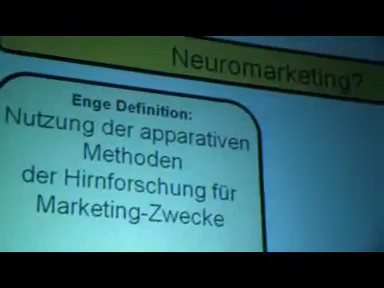 Neuromarketing?
Enge Definition:
Nutzung der apparativen
Methoden
der Hirnforschung für
Marketing-Zwecke